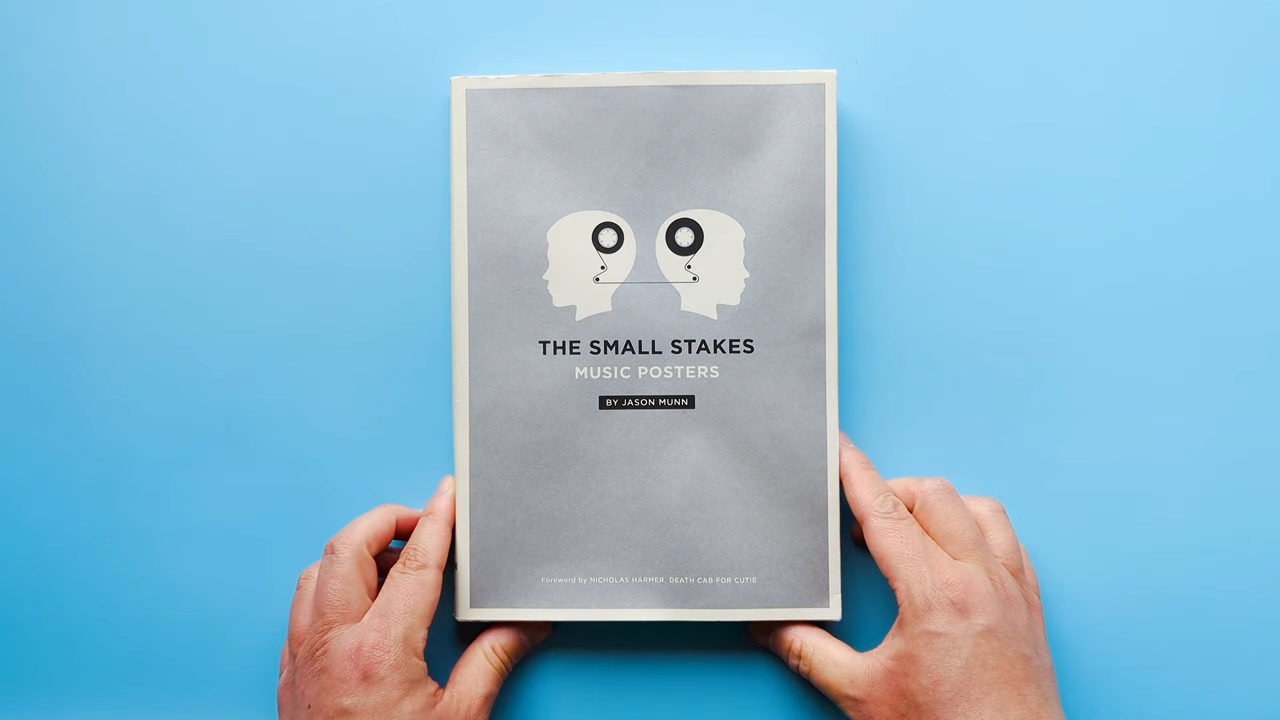 THE SMALL STAKES
MUSIC POSTERS
BY JASON MUNN
Foreword by NICHOLAS HARMER, DEATH CAB FOR CUTIE